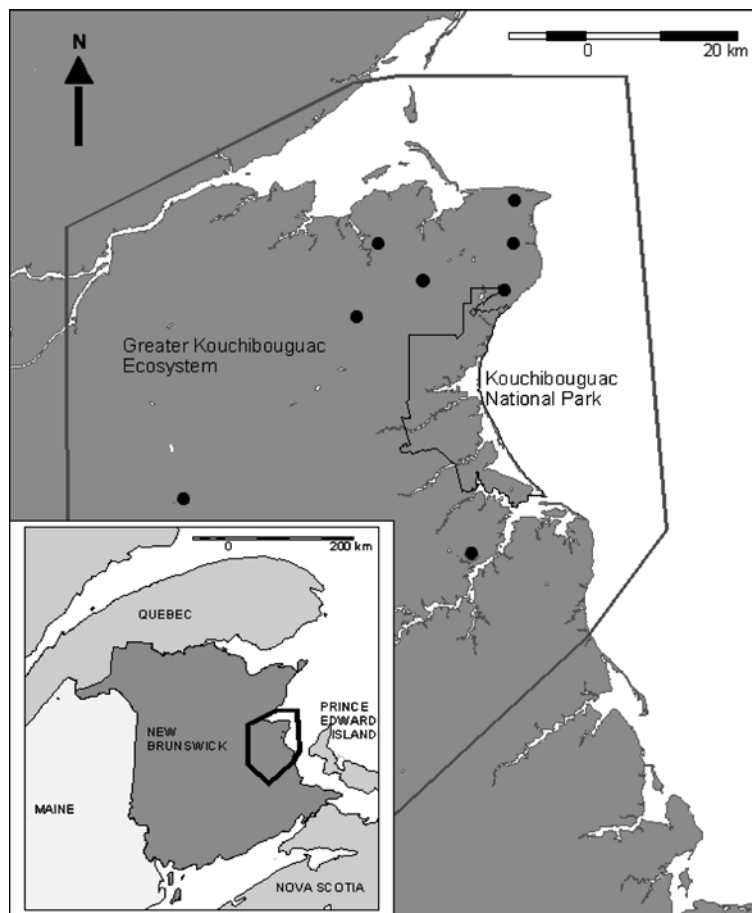 N
0 20 km
Greater Kouchibouguac
Ecosystem
Kouchibouguac
National Park
0 200 km
QUEBEC
PRINCE
EDWARD
ISLAND
NEW
BRUNSWICK
MAINE
NOVA SCOTIA